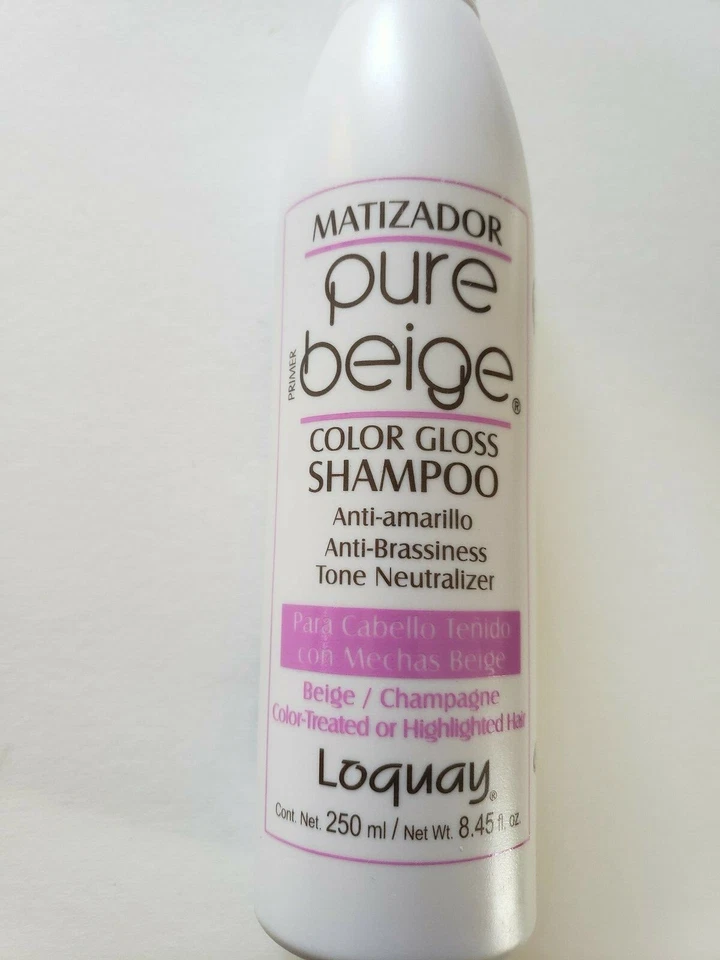 MATIZADOR
pure
PRIMER
beige®
COLOR GLOSS
SHAMPOO
Anti-amarillo
Anti-Brassiness
Tone Neutralizer
Para Cabello Teñido
con Mechas Beige
Beige / Champagne
Color-Treated or Highlighted Hair
Loquay®
Cont. Net. 250 ml / Net Wt. 8.45 fl. oz.